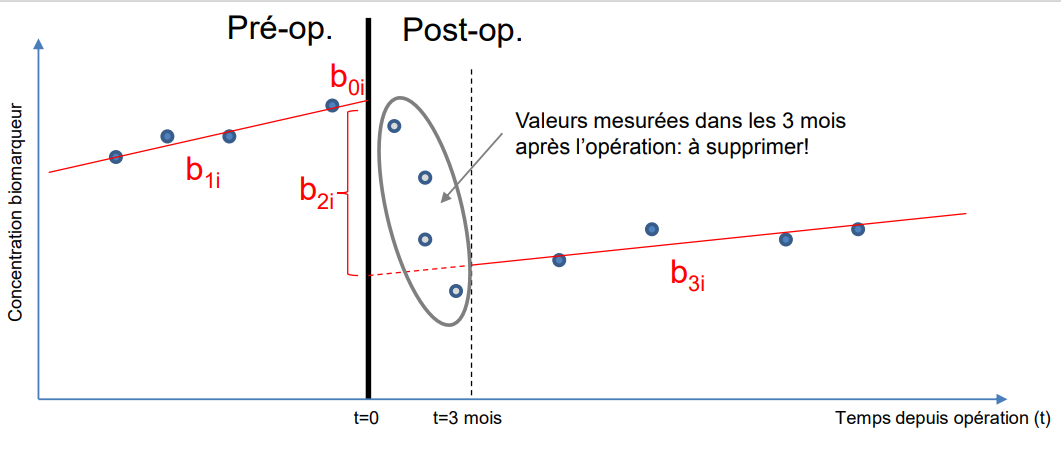 Pré-op.
Post-op.
b0i
Valeurs mesurées dans les 3 mois
après l’opération: à supprimer!
b1i
b2i
b3i
Concentration biomarqueur
t=0
t=3 mois
Temps depuis opération (t)